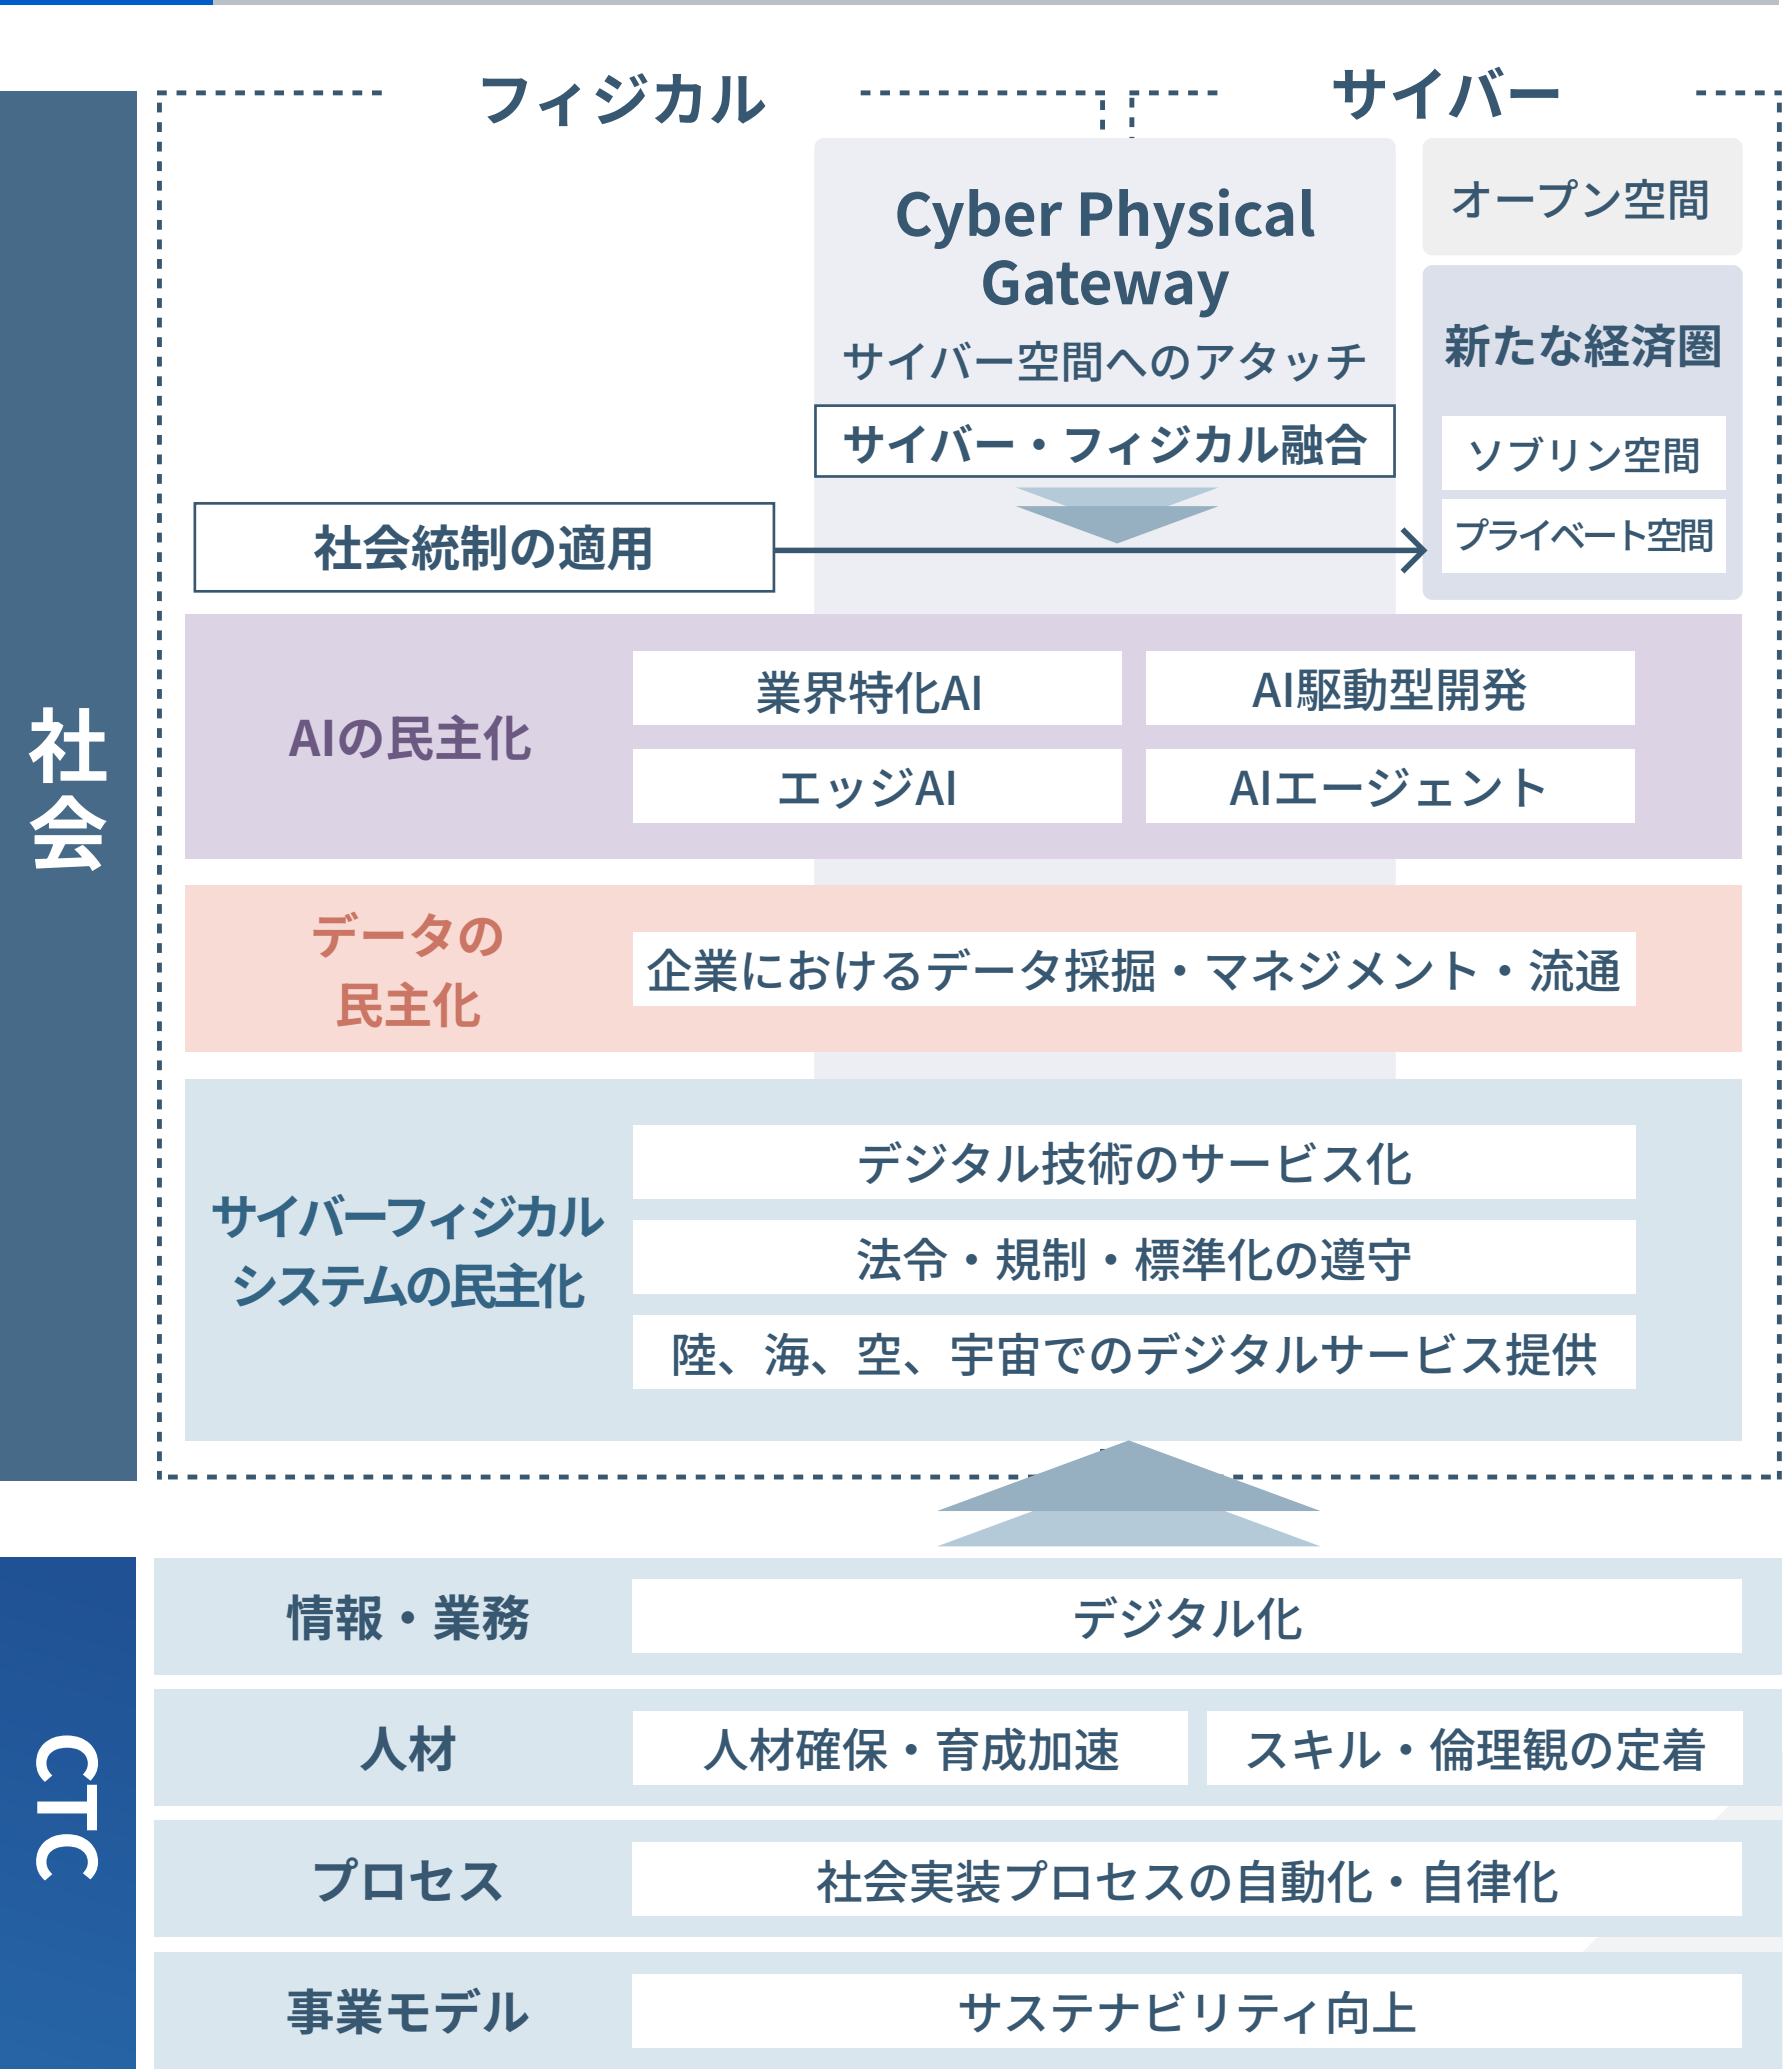 フィジカル
サイバー
社会
Cyber Physical
Gateway
サイバー空間へのアタッチ
サイバー・フィジカル融合
オープン空間
新たな経済圏
ソブリン空間
プライベート空間
社会統制の適用
AIの民主化
業界特化AI
AI駆動型開発
エッジAI
AIエージェント
データの
民主化
企業におけるデータ採掘・マネジメント・流通
サイバーフィジカル
システムの民主化
デジタル技術のサービス化
法令・規制・標準化の遵守
陸、海、空、宇宙でのデジタルサービス提供
CTC
情報・業務
デジタル化
人材
人材確保・育成加速
スキル・倫理観の定着
プロセス
社会実装プロセスの自動化・自律化
事業モデル
サステナビリティ向上